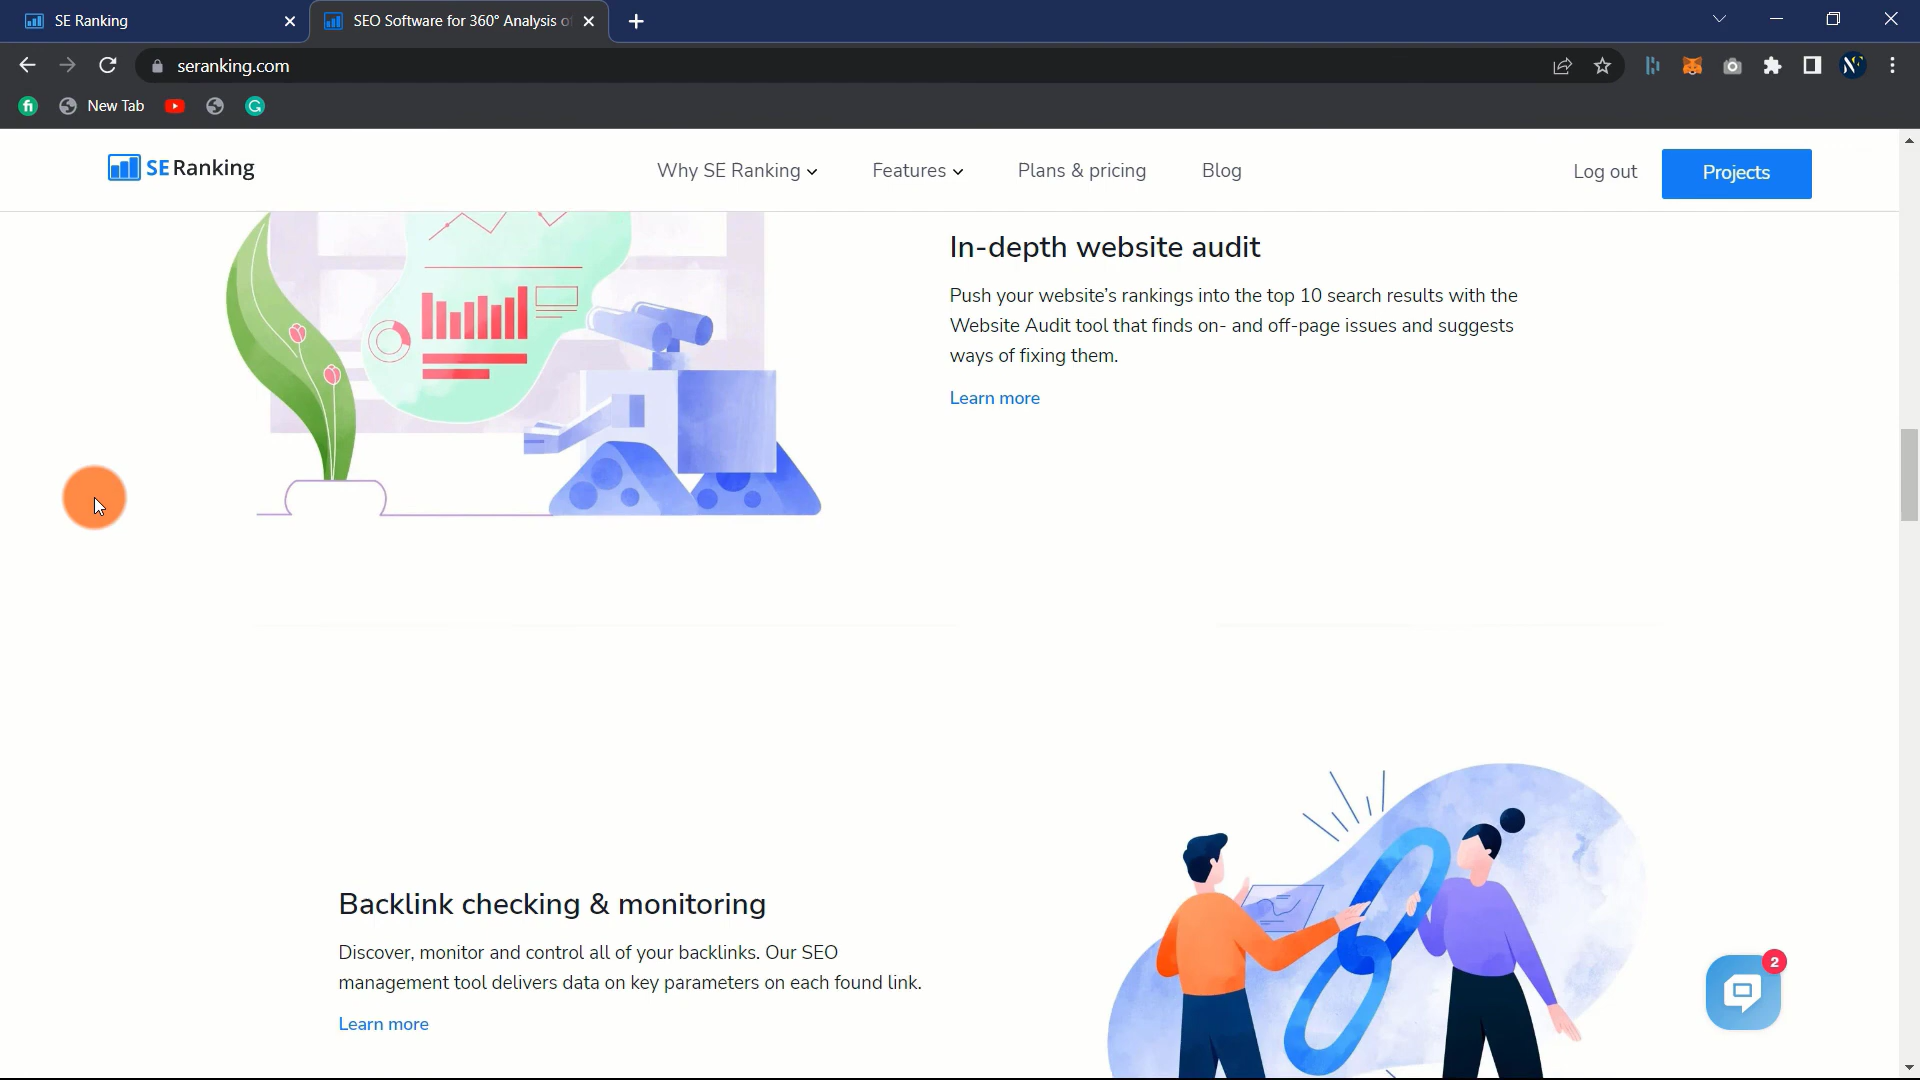 SE Ranking
SEO Software for 360° Analysis o
seranking.com
New Tab
SE Ranking
Why SE Ranking
Features
Plans & pricing
Blog
Log out
Projects
In-depth website audit
Push your website's rankings into the top 10 search results with the
Website Audit tool that finds on- and off-page issues and suggests
ways of fixing them.
Learn more
Backlink checking & monitoring
Discover, monitor and control all of your backlinks. Our SEO
management tool delivers data on key parameters on each found link.
Learn more
2